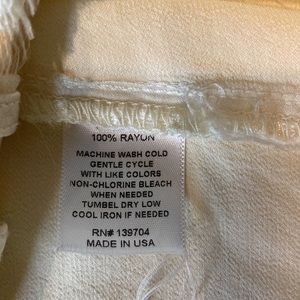 100% RAYON
MACHINE WASH COLD
GENTLE CYCLE
WITH LIKE COLORS
NON-CHLORINE BLEACH
WHEN NEEDED
TUMBEL DRY LOW
COOL IRON IF NEEDED
RN# 139704
MADE IN USA